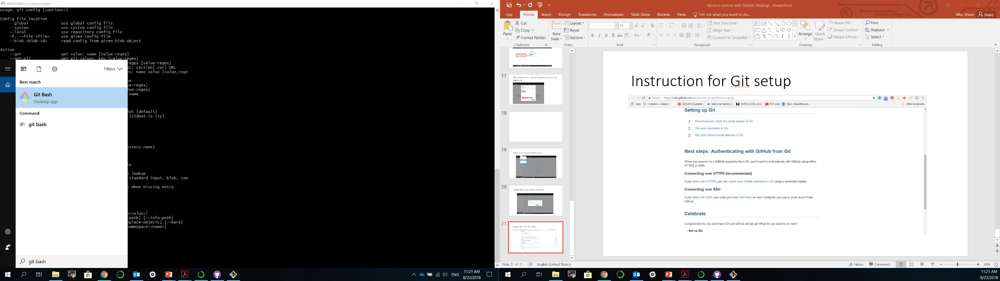 MINGW64:/c/Users/shwei
usage: git config [<options>]
Config file location
--global use global config file
--system use system config file
--local use repository config file
-f, --file <file> use given config file
--blob <blob-id> read config from given blob object
Action
--get get value: name [value-regex]
--get-all get all values: key [value-regex]
regex [value-regex]
RL: section[.var] URL
es: name value [value_rege
ue
ue-regex]
lue-regex]
-name
lot [default]
[stdout-is-tty]
ectory name)
te
n lookup
standard input, blob, com
e when missing entry
=<value>]
-path] [--info-path]
eplace-objects] [--bare]
namespace=<name>]
Filters
Best match
Git Bash
Desktop app
Command
git bash
git bash
ENG
11:21 AM
8/23/2018
Version control with Github Desktop - PowerPoint
File Home Insert Design Transitions Animations Slide Show Review View Tell me what you want to do...
Wei, Shuai Share
Paste
Cut
Copy
Format Painter
Clipboard
New Slide
Layout
Reset
Section
Slides
18
Font
Text Direction
Align Text
Convert to SmartArt
Paragraph
Arrange
Quick Styles
Shape Fill
Shape Outline
Shape Effects
Drawing
Find
Replace
Select
Editing
17
The collaborator: clone a repository from the
organizer
18
19
Extra: For command line users
20
Install Git to use command lines
21
Instruction for Git setup
Instruction for Git setup
Secure https://help.github.com/articles/set-up-git/#setting-up-git
Apps Contents — DeepLea [SOLVED] Duplicate Welcome: Building D NVIDIA CUDA Library RCS Links Mail - shwei@bu.edu Other bookmarks
Setting up Git
1 Download and install the latest version of Git.
2 Set your username in Git.
3 Set your commit email address in Git.
Next steps: Authenticating with GitHub from Git
When you connect to a GitHub repository from Git, you'll need to authenticate with GitHub using either
HTTPS or SSH.
Connecting over HTTPS (recommended)
If you clone with HTTPS, you can cache your GitHub password in Git using a credential helper.
Connecting over SSH
If you clone with SSH, you must generate SSH keys on each computer you use to push or pull from
GitHub.
Celebrate
Congratulations, you now have Git and GitHub all set up! What do you want to do next?
› Set up Git
Slide 21 of 21 English (United States)
Notes Comments 88%
11:21 AM
8/23/2018